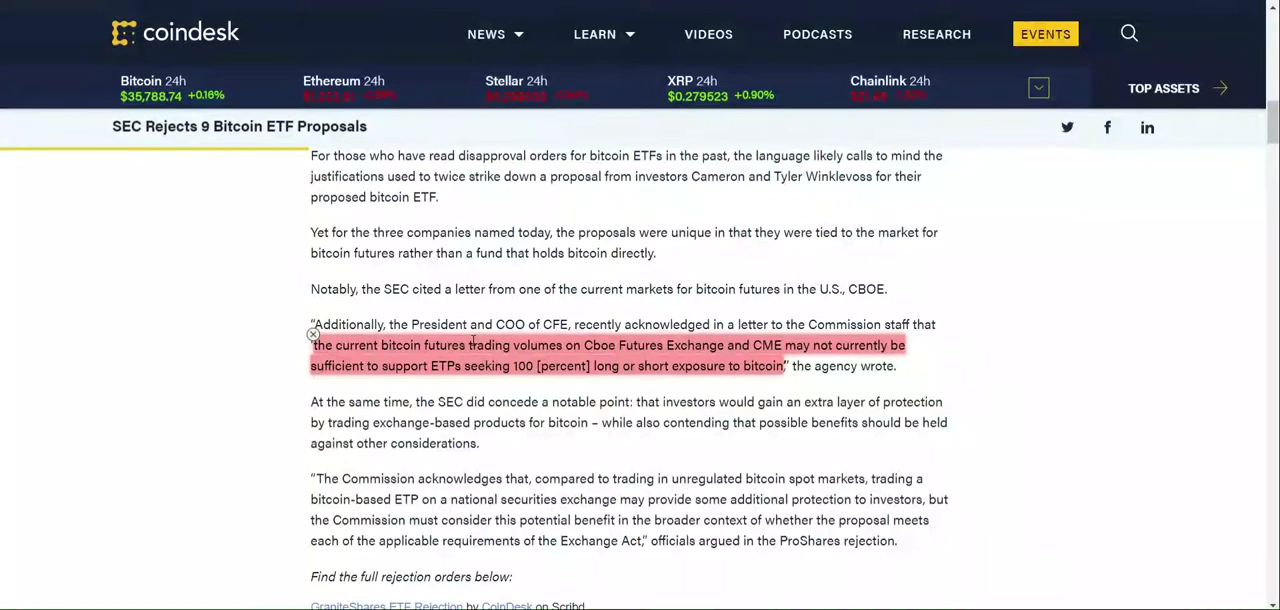 coindesk
NEWS
LEARN
VIDEOS
PODCASTS
RESEARCH
EVENTS
Bitcoin 24h
$35,788.74 +0.16%
Ethereum 24h
Stellar 24h
XRP 24h
$0.279523 +0.90%
Chainlink 24h
TOP ASSETS
SEC Rejects 9 Bitcoin ETF Proposals
For those who have read disapproval orders for bitcoin ETFs in the past, the language likely calls to mind the
justifications used to twice strike down a proposal from investors Cameron and Tyler Winklevoss for their
proposed bitcoin ETF.
Yet for the three companies named today, the proposals were unique in that they were tied to the market for
bitcoin futures rather than a fund that holds bitcoin directly.
Notably, the SEC cited a letter from one of the current markets for bitcoin futures in the U.S., CBOE.
“Additionally, the President and COO of CFE, recently acknowledged in a letter to the Commission staff that
‘the current bitcoin futures trading volumes on Cboe Futures Exchange and CME may not currently be
sufficient to support ETPs seeking 100 [percent] long or short exposure to bitcoin,’” the agency wrote.
At the same time, the SEC did concede a notable point: that investors would gain an extra layer of protection
by trading exchange-based products for bitcoin – while also contending that possible benefits should be held
against other considerations.
“The Commission acknowledges that, compared to trading in unregulated bitcoin spot markets, trading a
bitcoin-based ETP on a national securities exchange may provide some additional protection to investors, but
the Commission must consider this potential benefit in the broader context of whether the proposal meets
each of the applicable requirements of the Exchange Act,” officials argued in the ProShares rejection.
Find the full rejection orders below:
GraniteShares ETF Rejection by CoinDesk on Scribd